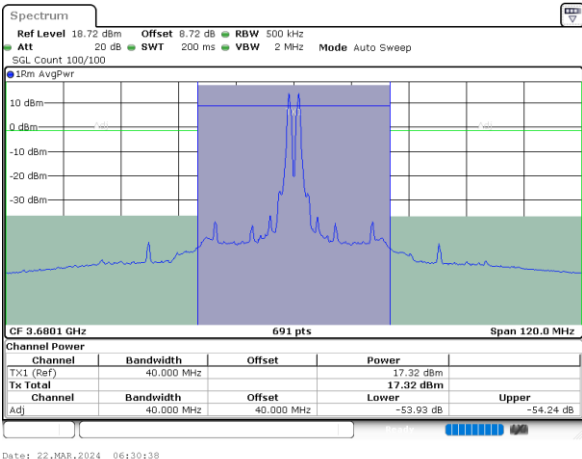 Spectrum
Ref Level 18.72 dBm Offset 8.72 dB RBW 500 kHz
Att 20 dB SWT 200 ms VBW 2 MHz Mode Auto Sweep
SGL Count 100/100
1Rm AvgPwr
10 dBm
0 dBm
Adj Adj
-10 dBm
-20 dBm
-30 dBm
CF 3.6801 GHz 691 pts Span 120.0 MHz
Channel Power
Channel Bandwidth Offset Power
TX1 (Ref) 40.000 MHz 17.32 dBm
Tx Total 17.32 dBm
Channel Bandwidth Offset Lower Upper
Adj 40.000 MHz 40.000 MHz -53.93 dB -54.24 dB
Ready
Date: 22.MAR.2024 06:30:38